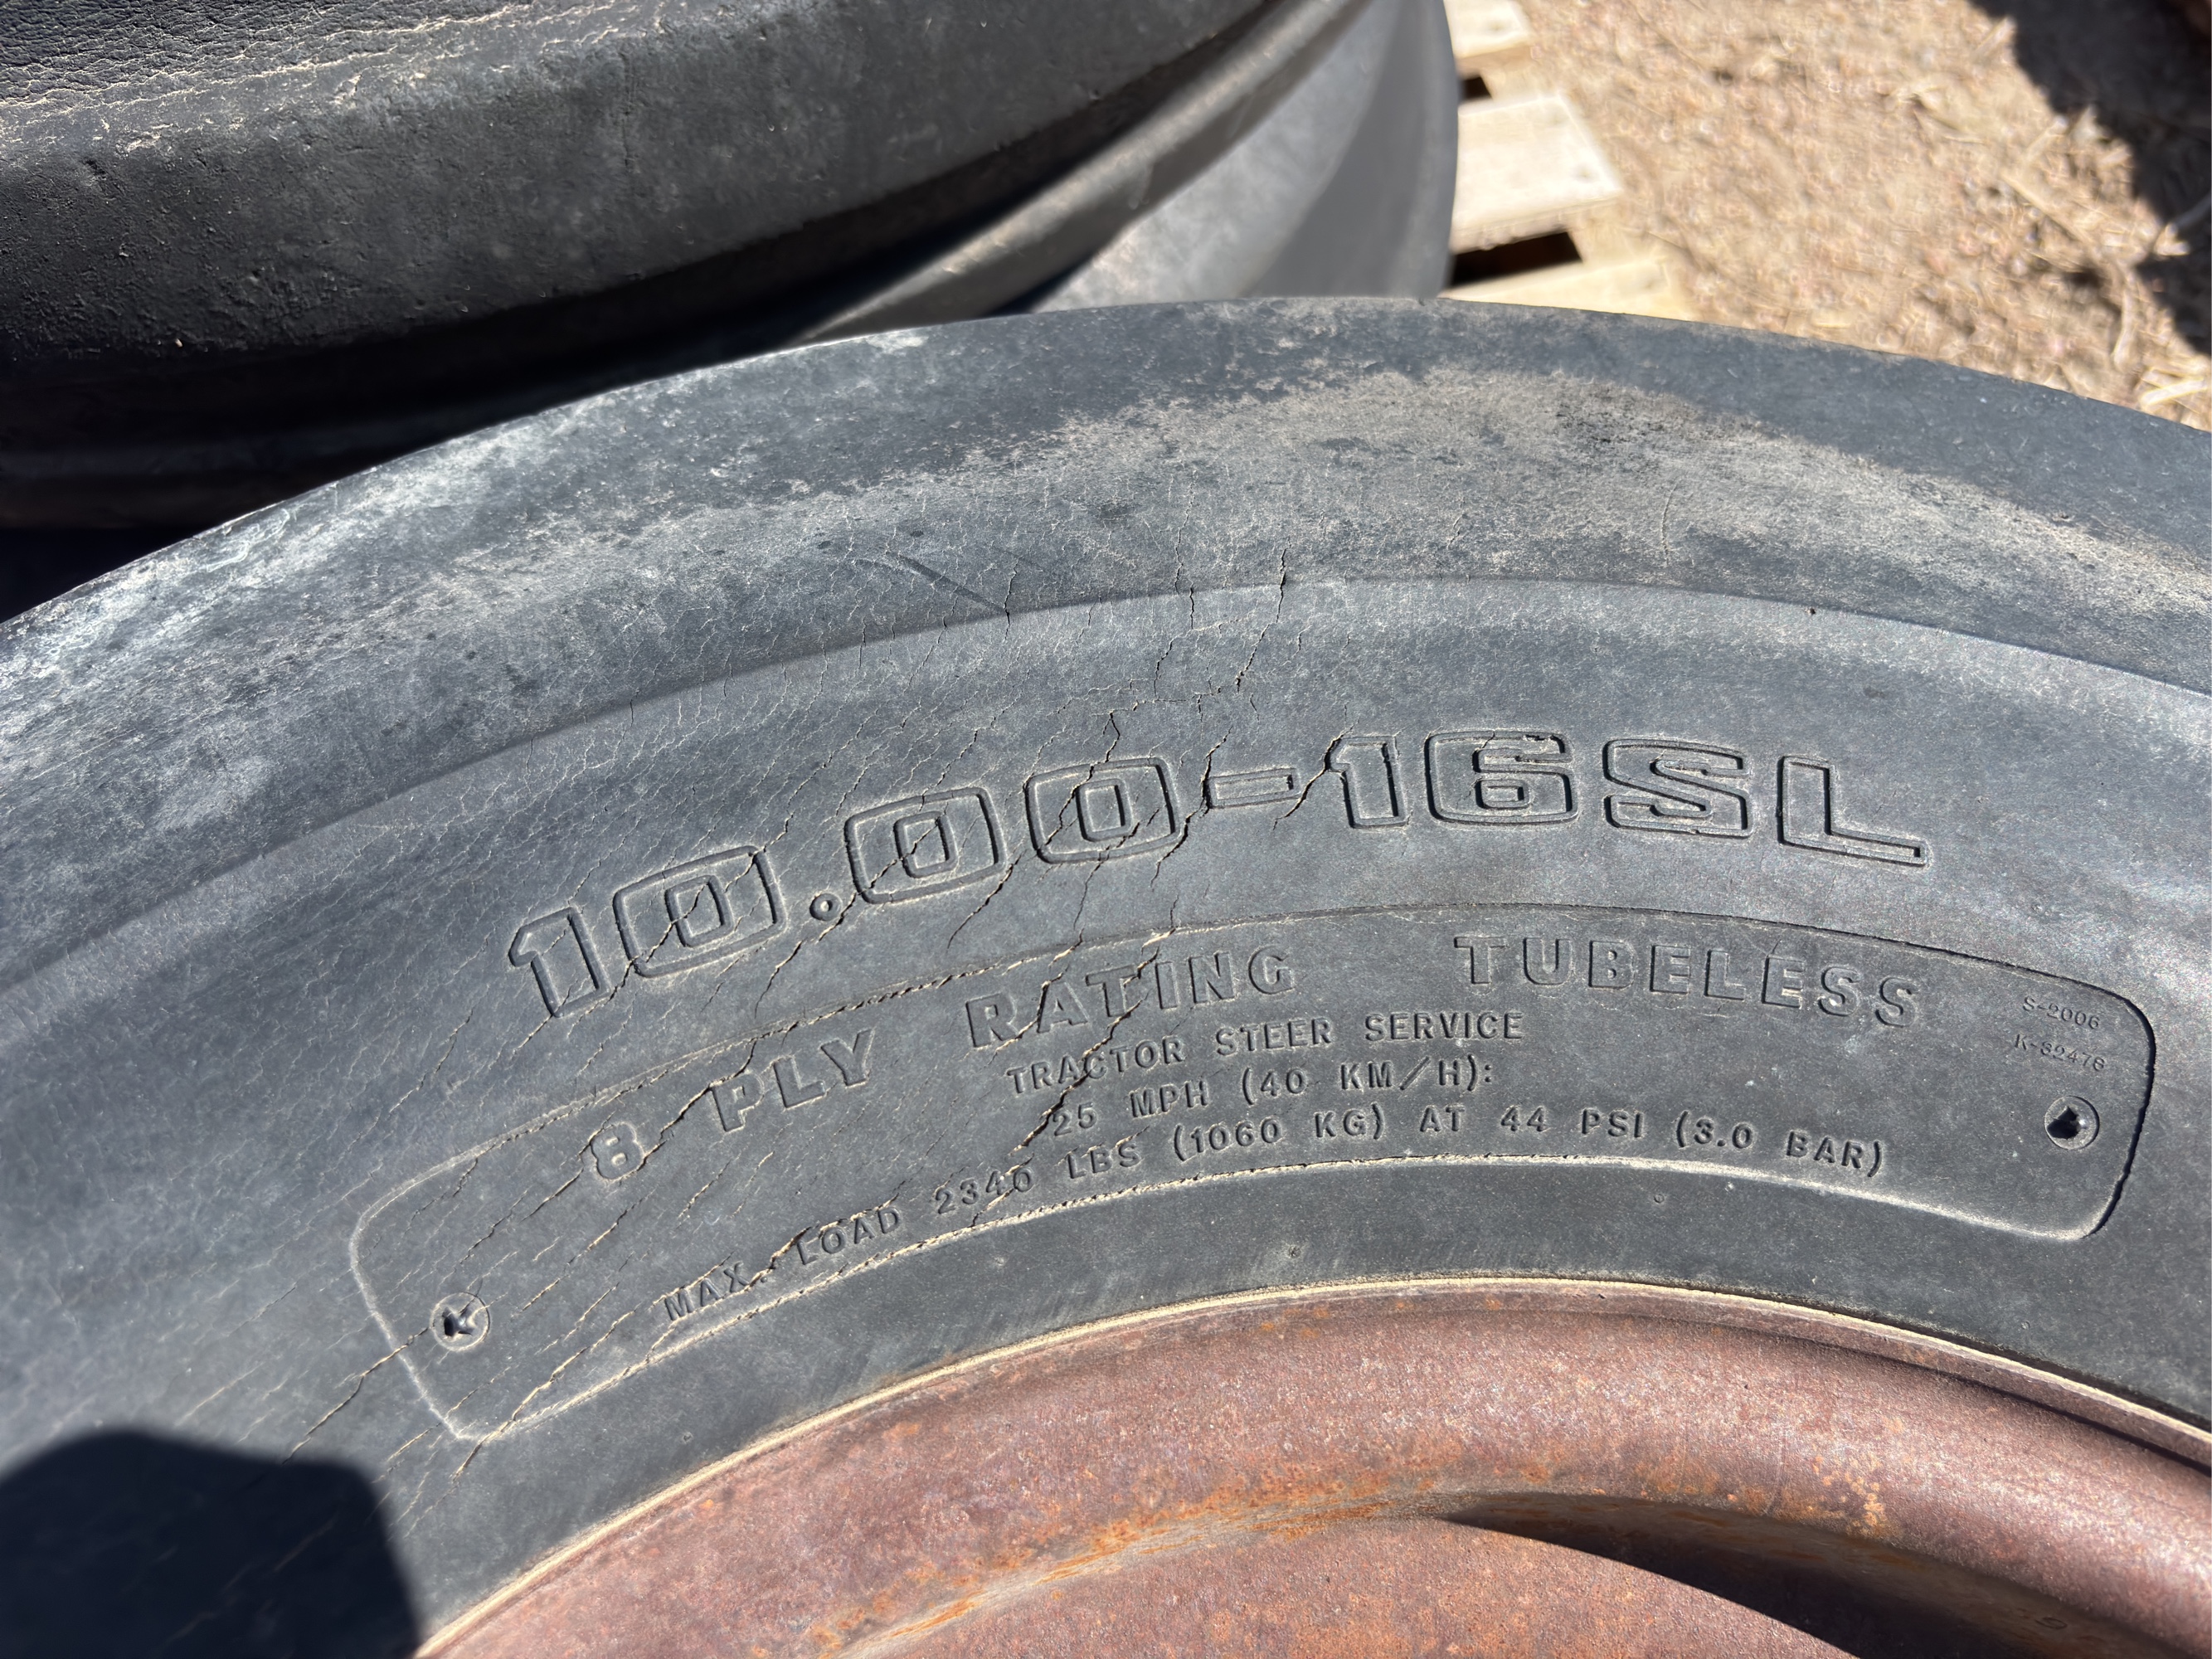 10.00-16SL
8 PLY RATING TUBELESS
TRACTOR STEER SERVICE
25 MPH (40 KM/H):
MAX. LOAD 2340 LBS (1060 KG) AT 44 PSI (3.0 BAR)
S-2006
K-82478